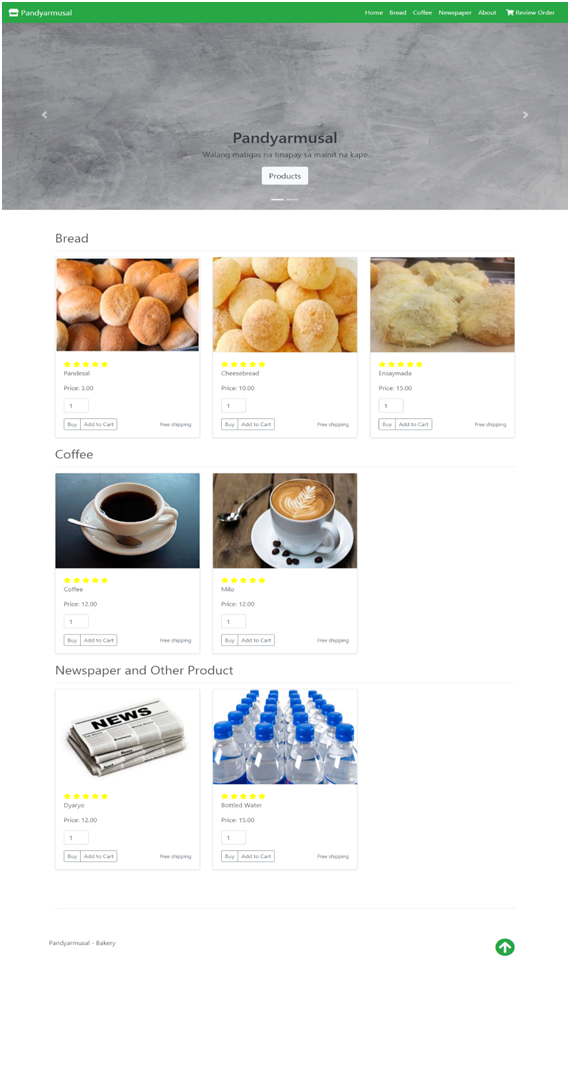 Pandyarmusal
Home Bread Coffee Newspaper About Review Order
Pandyarmusal
Walang matigas na tinapay sa mainit na kape...
Products
Bread
Pandesal
Price: 3.00
1
Buy Add to Cart Free shipping
Cheesebread
Price: 10.00
1
Buy Add to Cart Free shipping
Ensaymada
Price: 15.00
1
Buy Add to Cart Free shipping
Coffee
Coffee
Price: 12.00
1
Buy Add to Cart Free shipping
Milo
Price: 12.00
1
Buy Add to Cart Free shipping
Newspaper and Other Product
NEWS
Dyaryo
Price: 12.00
1
Buy Add to Cart Free shipping
Bottled Water
Price: 15.00
1
Buy Add to Cart Free shipping
Pandyarmusal - Bakery